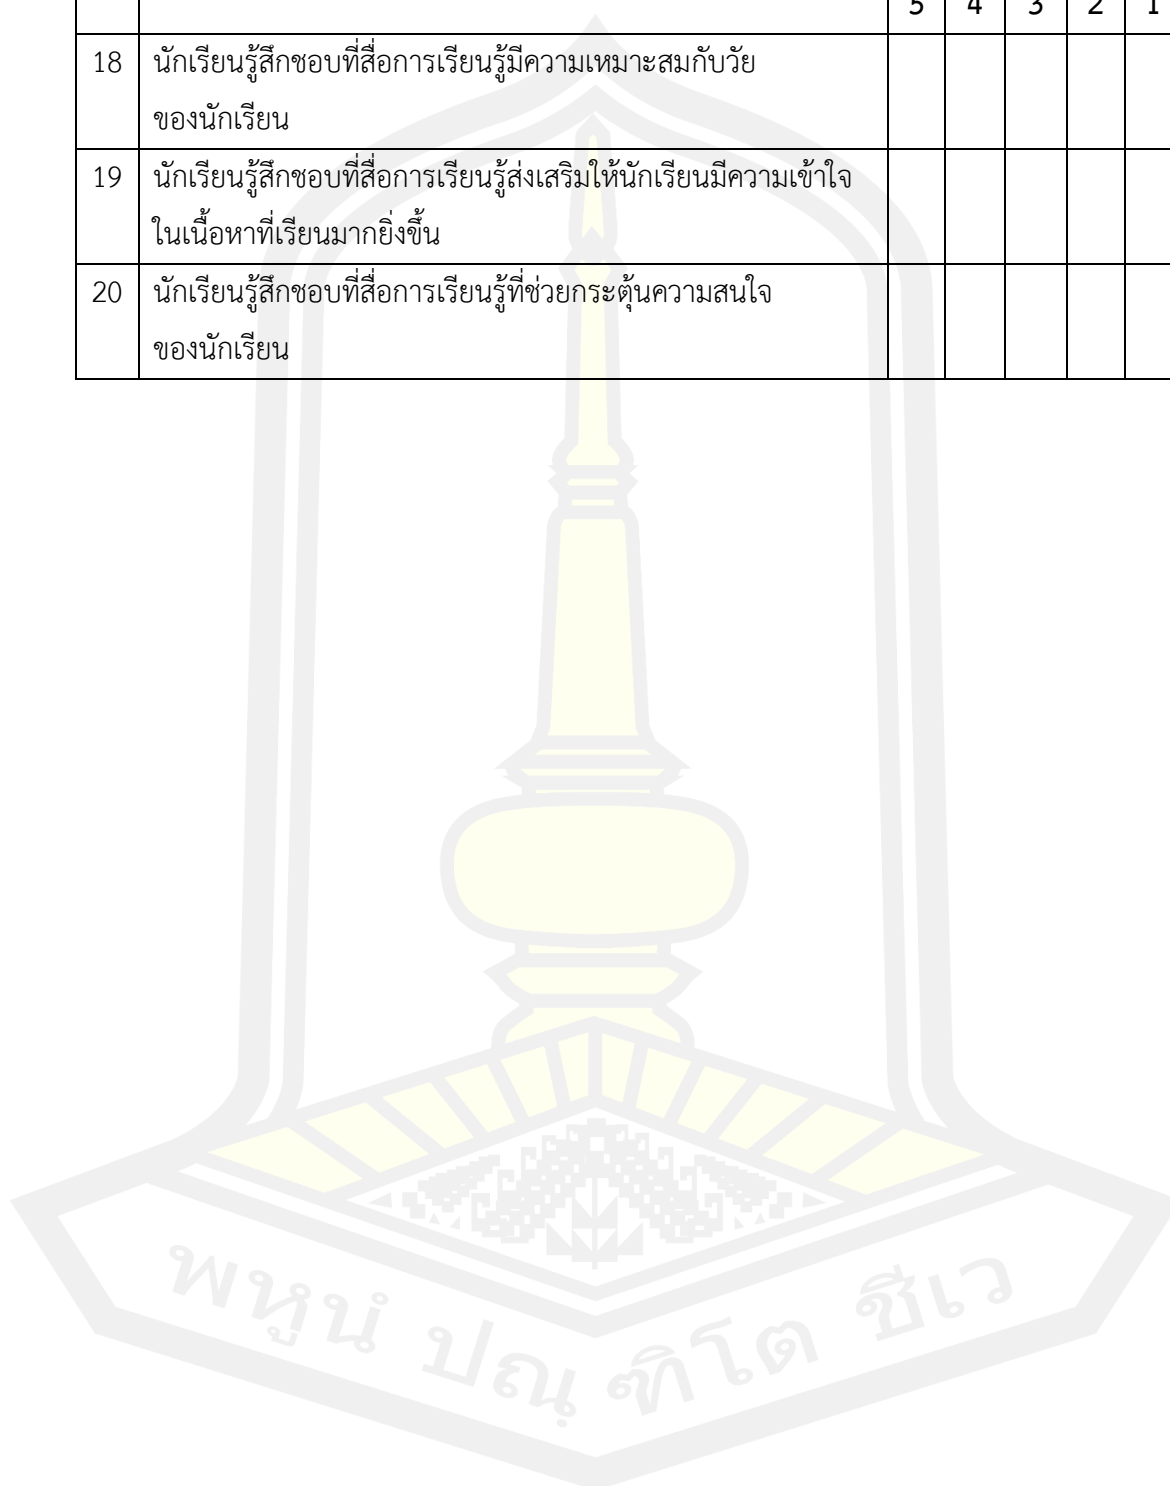 5 4 3 2 1
18 นักเรียนรู้สึกชอบที่สื่อการเรียนรู้มีความเหมาะสมกับวัย
ของนักเรียน
19 นักเรียนรู้สึกชอบที่สื่อการเรียนรู้ส่งเสริมให้นักเรียนมีความเข้าใจ
ในเนื้อหาที่เรียนมากยิ่งขึ้น
20 นักเรียนรู้สึกชอบที่สื่อการเรียนรู้ที่ช่วยกระตุ้นความสนใจ
ของนักเรียน
พหูนํ ปณฺฑิโต ชีเว